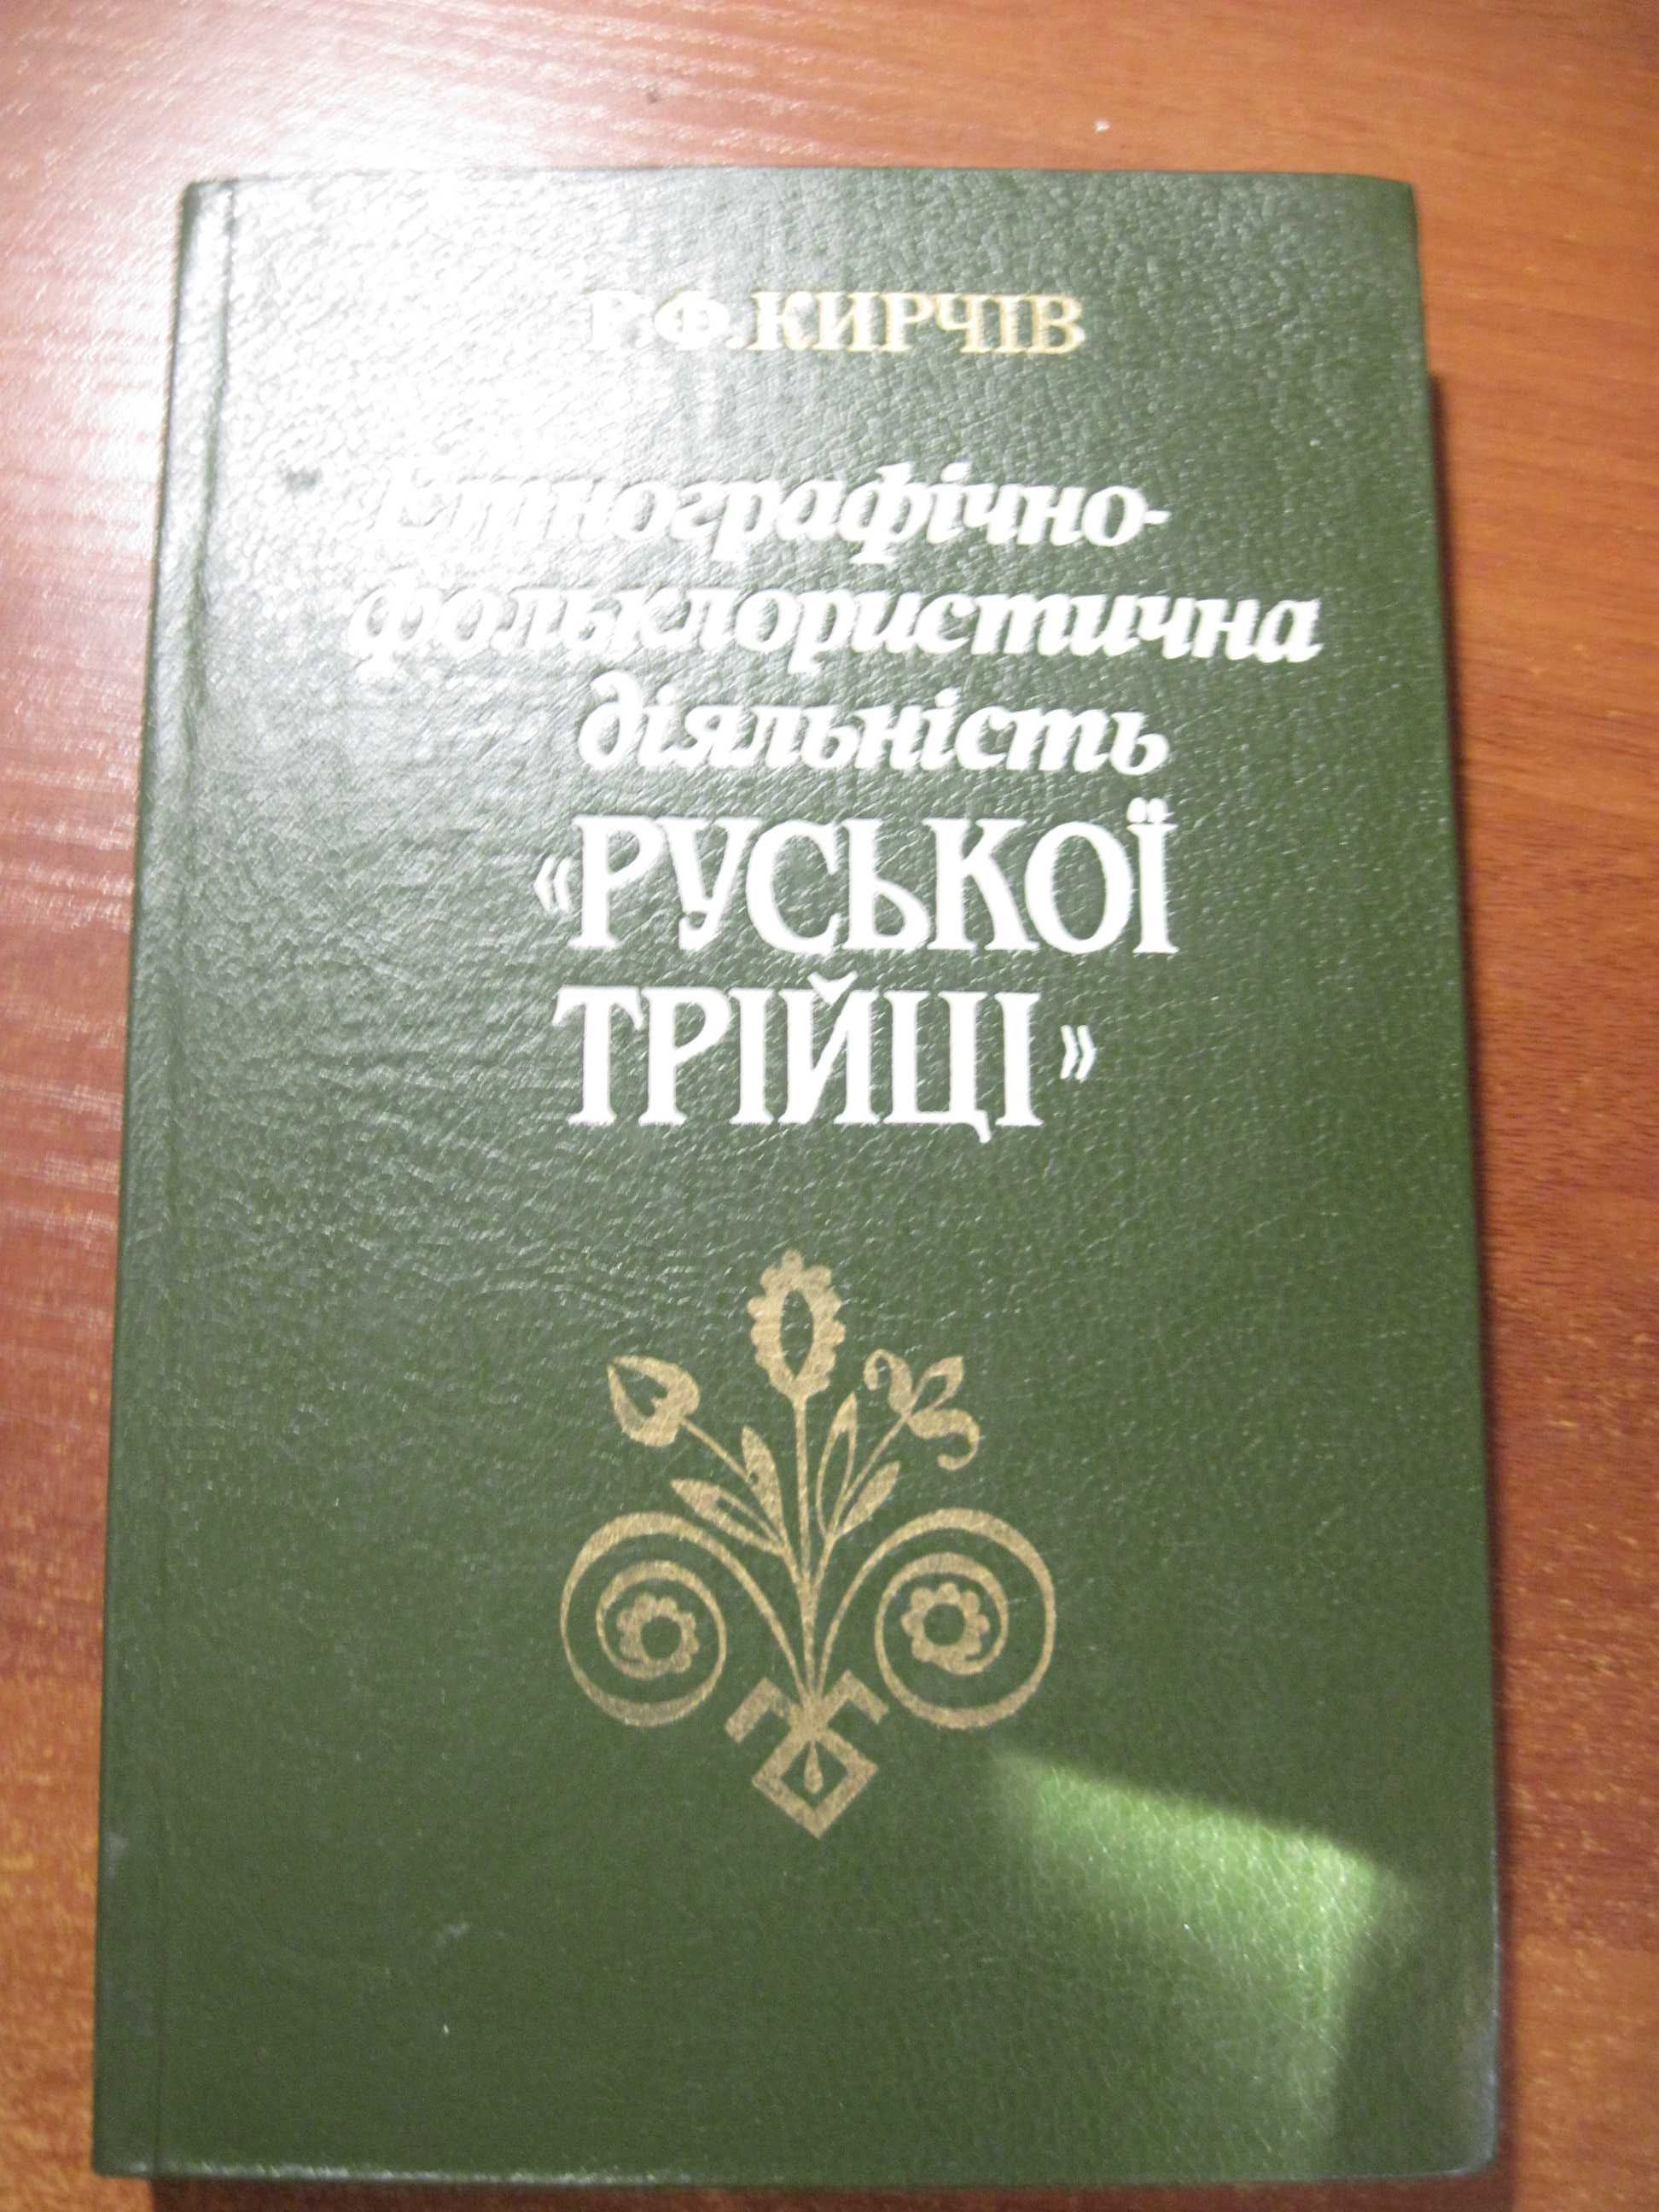 Р.Ф.КИРЧІВ
Етнографічно-
фольклористична
діяльність
«РУСЬКОЇ
ТРІЙЦІ»